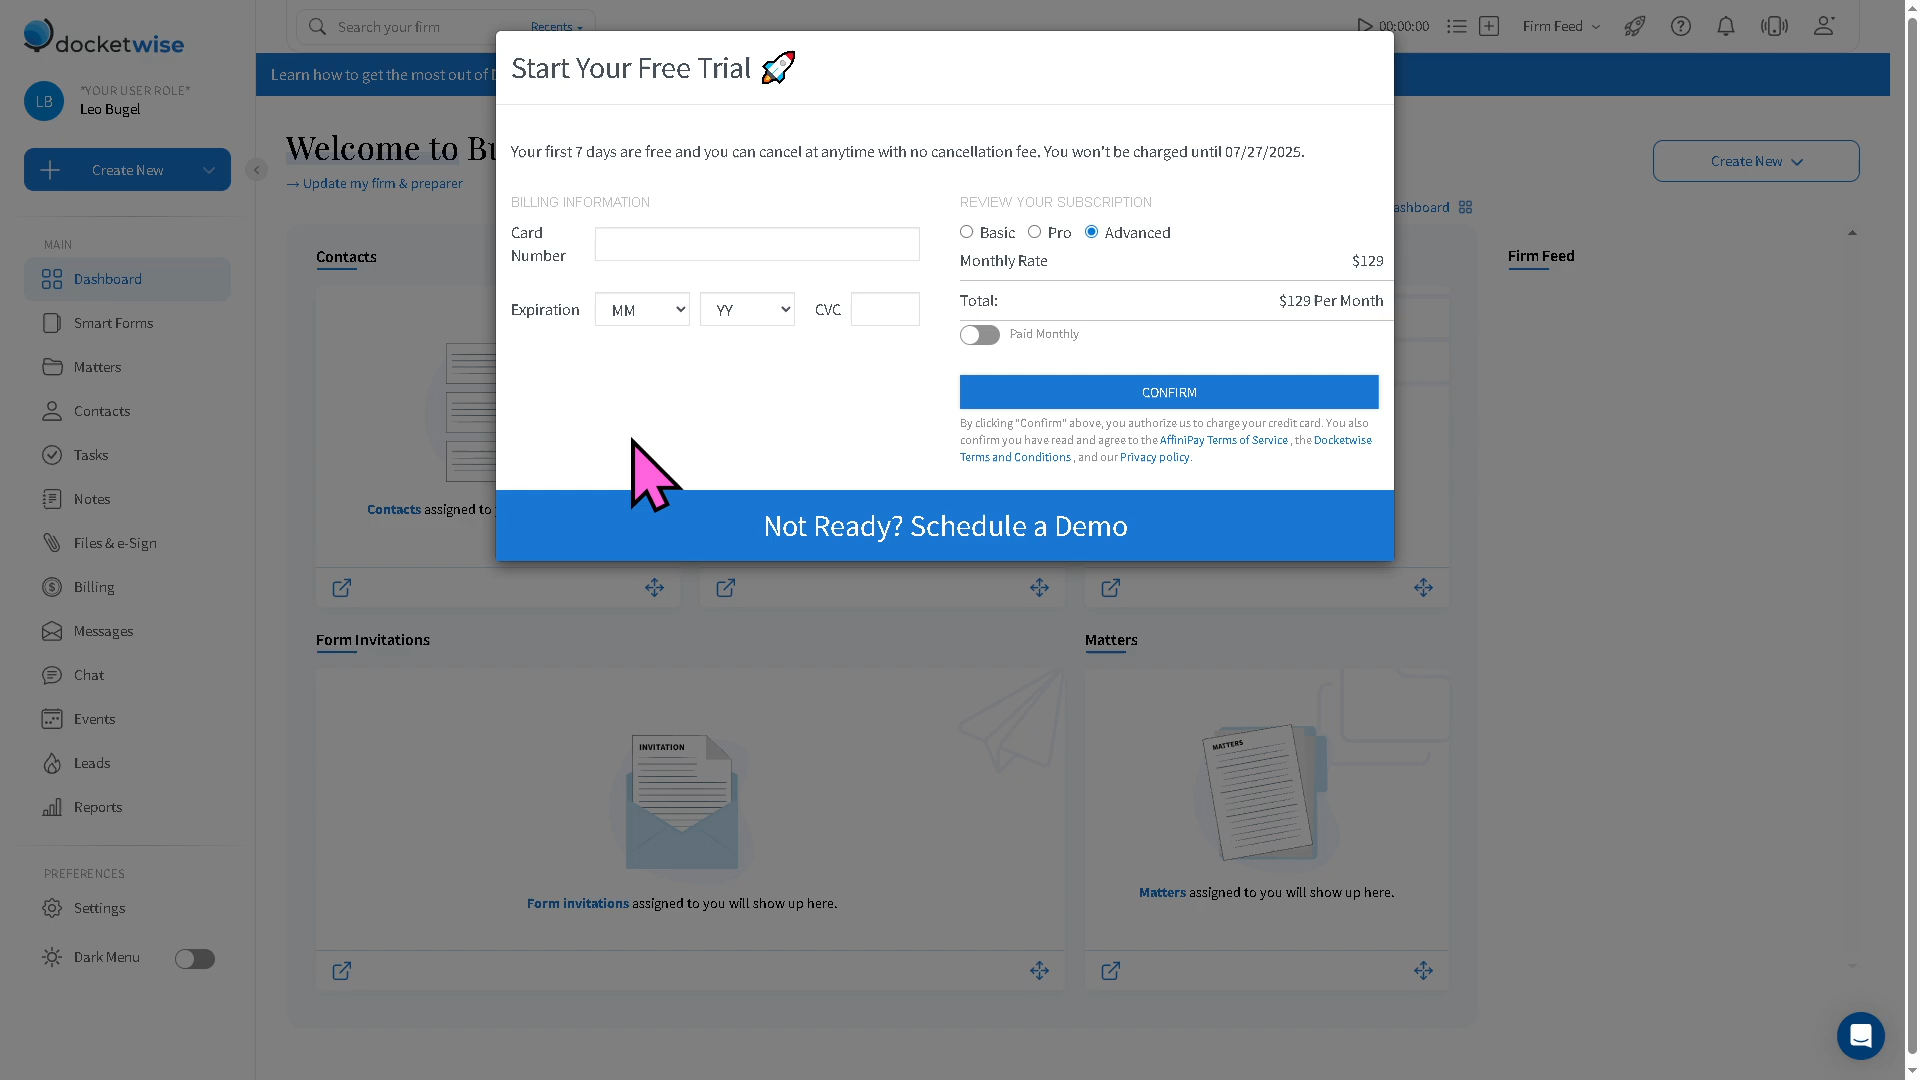 docketwise
Search your firm
Recents
00:00:00
Firm Feed
Learn how to get the most out of D
LB
*YOUR USER ROLE*
Leo Bugel
Create New
Welcome to Bu
→ Update my firm & preparer
Create New
ashboard
MAIN
Dashboard
Smart Forms
Matters
Contacts
Tasks
Notes
Files & e-Sign
Billing
Messages
Chat
Events
Leads
Reports
PREFERENCES
Settings
Dark Menu
Start Your Free Trial
Your first 7 days are free and you can cancel at anytime with no cancellation fee. You won't be charged until 07/27/2025.
BILLING INFORMATION
Card
Number
Expiration MM YY CVC
REVIEW YOUR SUBSCRIPTION
Basic Pro Advanced
Monthly Rate $129
Total: $129 Per Month
Paid Monthly
CONFIRM
By clicking "Confirm" above, you authorize us to charge your credit card. You also
confirm you have read and agree to the AffiniPay Terms of Service , the Docketwise
Terms and Conditions , and our Privacy policy.
Not Ready? Schedule a Demo
Contacts
Contacts assigned to
Firm Feed
Form Invitations
INVITATION
Form invitations assigned to you will show up here.
Matters
MATTERS
Matters assigned to you will show up here.